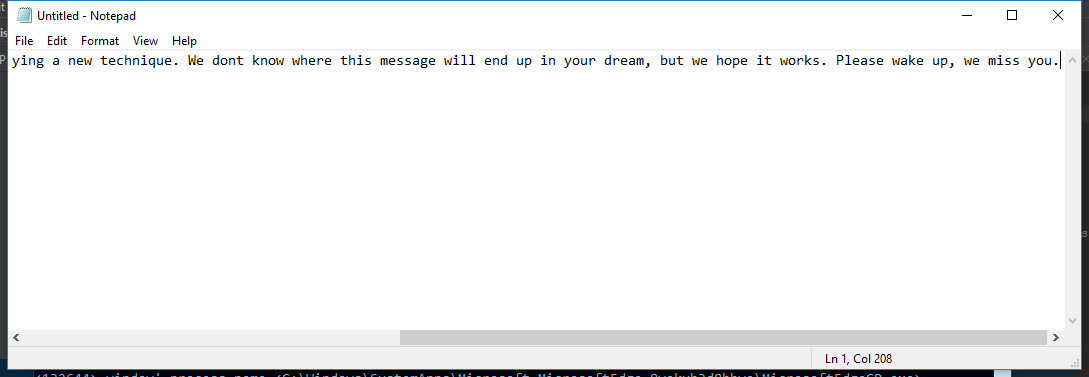 Untitled - Notepad
File Edit Format View Help
ying a new technique. We dont know where this message will end up in your dream, but we hope it works. Please wake up, we miss you.
Ln 1, Col 208